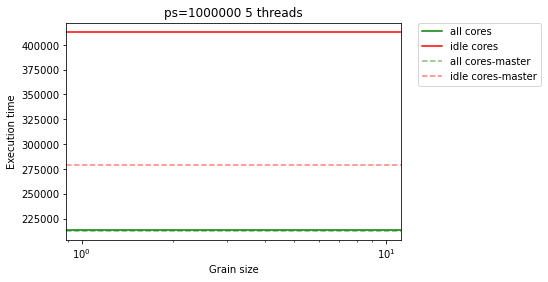 ps=1000000 5 threads
400000
375000
350000
325000
300000
275000
250000
225000
Execution time
10^0
10^1
Grain size
all cores
idle cores
all cores-master
idle cores-master